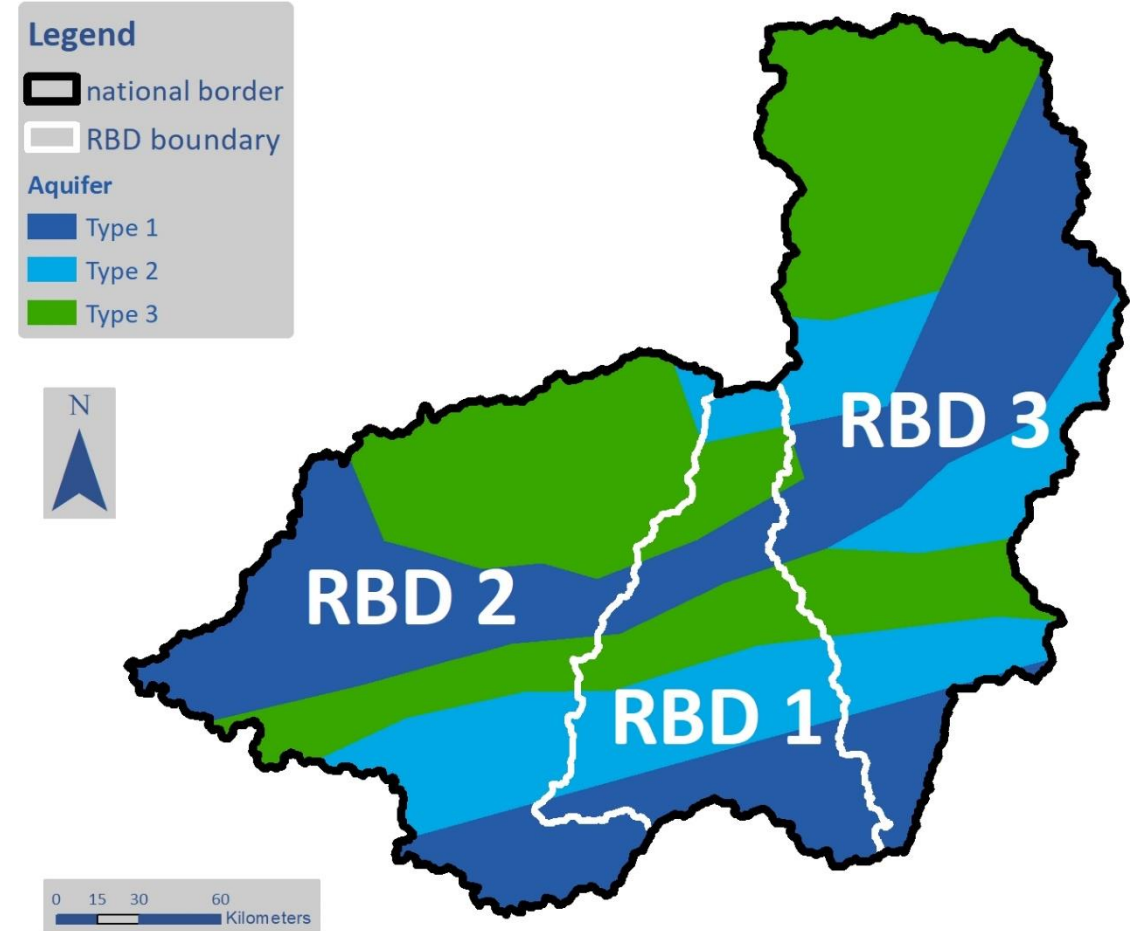 Legend
national border
RBD boundary
Aquifer
Type 1
Type 2
Type 3
N
RBD 3
RBD 2
RBD 1
0 15 30 60
Kilometers